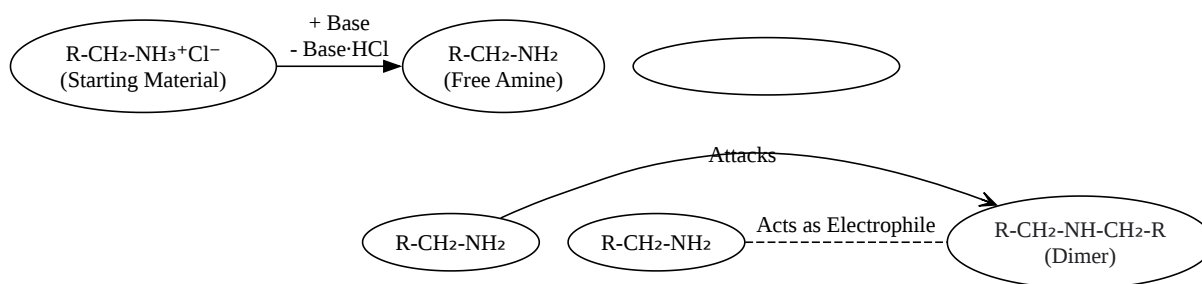 + Base
- Base·HCl
R-CH₂-NH₃⁺Cl⁻
(Starting Material)
R-CH₂-NH₂
(Free Amine)
Attacks
R-CH₂-NH₂
R-CH₂-NH₂
Acts as Electrophile
R-CH₂-NH-CH₂-R
(Dimer)